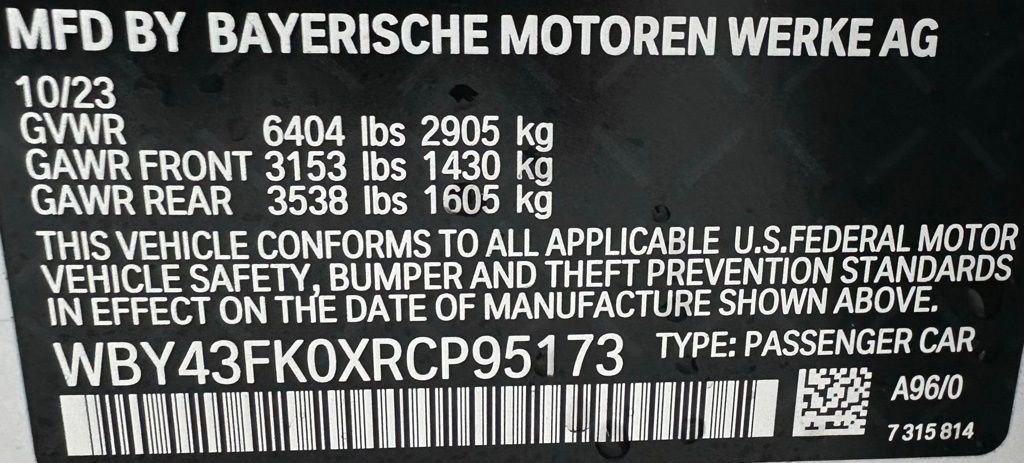 MFD BY BAYERISCHE MOTOREN WERKE AG
10/23
GVWR 6404 lbs 2905 kg
GAWR FRONT 3153 lbs 1430 kg
GAWR REAR 3538 lbs 1605 kg
THIS VEHICLE CONFORMS TO ALL APPLICABLE U.S.FEDERAL MOTOR
VEHICLE SAFETY, BUMPER AND THEFT PREVENTION STANDARDS
IN EFFECT ON THE DATE OF MANUFACTURE SHOWN ABOVE.
WBY43FK0XRCP95173 TYPE: PASSENGER CAR
A96/0
7 315 814